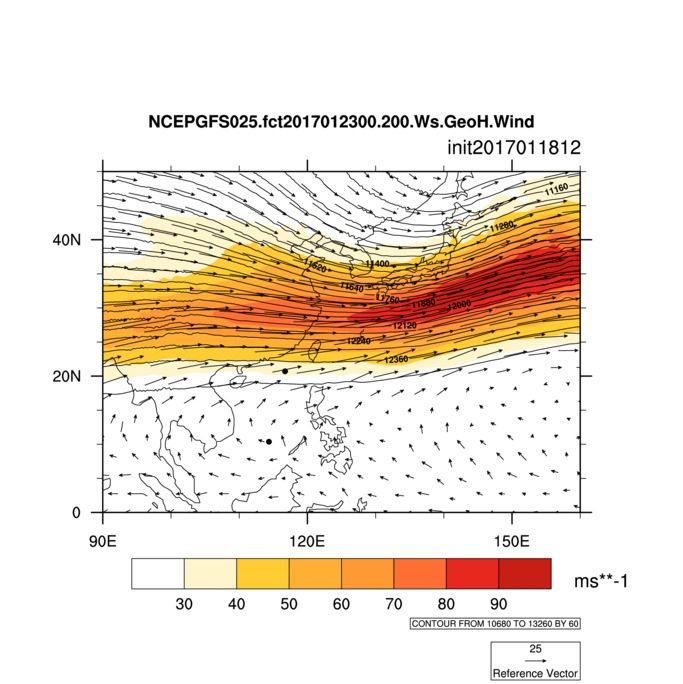 NCEPGFS025.fct2017012300.200.Ws.GeoH.Wind
init2017011812
11160
11280
40N
11400
11520
11640
11760
11880
12000
12120
12240
12360
20N
0
90E 120E 150E
ms**-1
30 40 50 60 70 80 90
CONTOUR FROM 10680 TO 13260 BY 60
25
Reference Vector